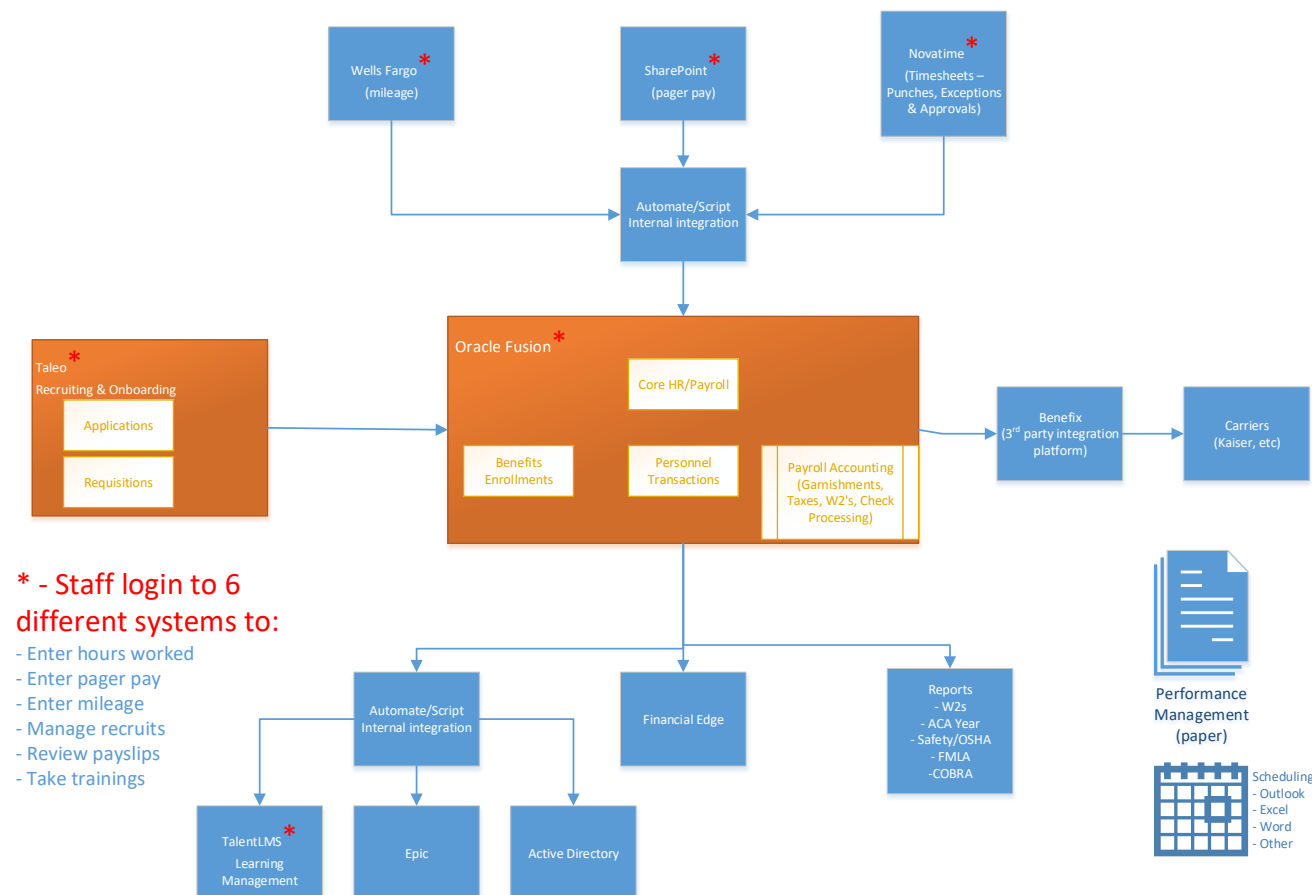 Wells Fargo *
(mileage)
SharePoint *
(pager pay)
Novatime *
(Timesheets –
Punches, Exceptions
& Approvals)
Automate/Script
Internal integration
Taleo *
Recruiting & Onboarding
Applications
Requisitions
Oracle Fusion *
Core HR/Payroll
Benefits
Enrollments
Personnel
Transactions
Payroll Accounting
(Garnishments,
Taxes, W2's, Check
Processing)
Benefix
(3rd party integration
platform)
Carriers
(Kaiser, etc)
* - Staff login to 6
different systems to:
- Enter hours worked
- Enter pager pay
- Enter mileage
- Manage recruits
- Review payslips
- Take trainings
Automate/Script
Internal integration
Financial Edge
Reports
- W2s
- ACA Year
- Safety/OSHA
- FMLA
-COBRA
Performance
Management
(paper)
Scheduling
- Outlook
- Excel
- Word
- Other
TalentLMS *
Learning
Management
Epic
Active Directory